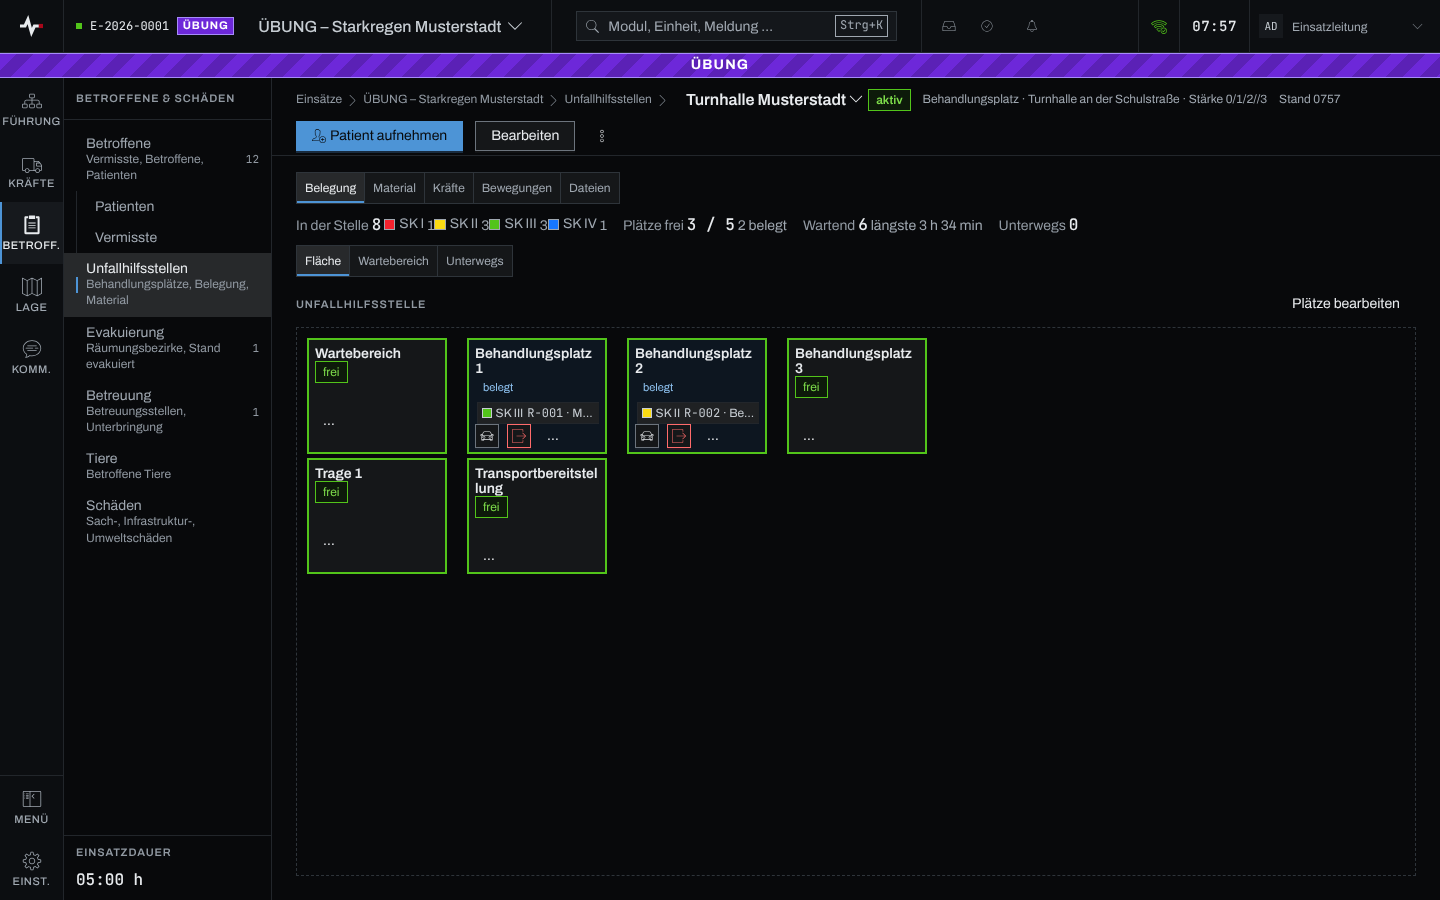 E-2026-0001 ÜBUNG ÜBUNG – Starkregen Musterstadt Modul, Einheit, Meldung ... Strg+K 07:57 AD Einsatzleitung
ÜBUNG
FÜHRUNG
KRÄFTE
BETROFF.
LAGE
KOMM.
MENÜ
EINST.
BETROFFENE & SCHÄDEN
Betroffene
Vermisste, Betroffene, 12
Patienten
Patienten
Vermisste
Unfallhilfsstellen
Behandlungsplätze, Belegung,
Material
Evakuierung
Räumungsbezirke, Stand 1
evakuiert
Betreuung
Betreuungsstellen, 1
Unterbringung
Tiere
Betroffene Tiere
Schäden
Sach-, Infrastruktur-,
Umweltschäden
EINSATZDAUER
05:00 h
Einsätze ÜBUNG – Starkregen Musterstadt Unfallhilfsstellen Turnhalle Musterstadt aktiv Behandlungsplatz · Turnhalle an der Schulstraße · Stärke 0/1/2//3 Stand 0757
Patient aufnehmen Bearbeiten
Belegung Material Kräfte Bewegungen Dateien
In der Stelle 8 SK I 1 SK II 3 SK III 3 SK IV 1 Plätze frei 3 / 5 2 belegt Wartend 6 längste 3 h 34 min Unterwegs 0
Fläche Wartebereich Unterwegs
UNFALLHILFSSTELLE Plätze bearbeiten
Wartebereich
frei
...
Behandlungsplatz
1
belegt
SK III R-001 · M...
...
Behandlungsplatz
2
belegt
SK II R-002 · Be...
...
Behandlungsplatz
3
frei
...
Trage 1
frei
...
Transportbereitstel
lung
frei
...